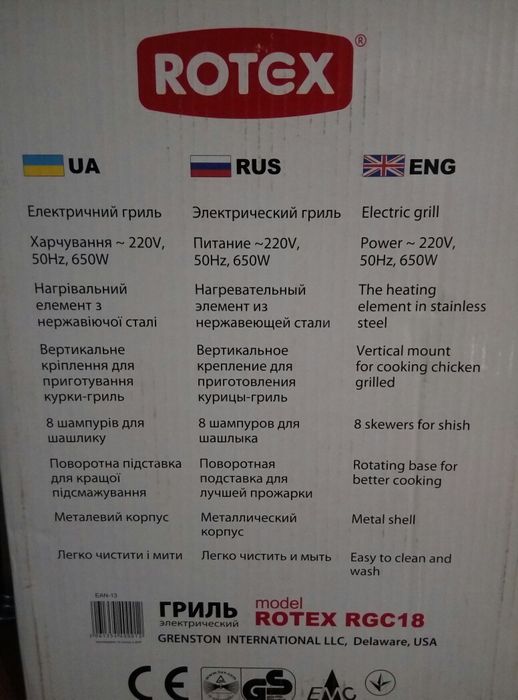 ROTEX®
UA
Електричний гриль
Харчування ~ 220V,
50Hz, 650W
Нагрівальний
елемент з
нержавіючої сталі
Вертикальне
кріплення для
приготування
курки-гриль
8 шампурів для
шашлику
Поворотна підставка
для кращої
підсмажування
Металевий корпус
Легко чистити і мити
RUS
Электрический гриль
Питание ~220V,
50Hz, 650W
Нагревательный
элемент из
нержавеющей стали
Вертикальное
крепление для
приготовления
курицы-гриль
8 шампуров для
шашлыка
Поворотная
подставка для
лучшей прожарки
Металлический
корпус
Легко чистить и мыть
ENG
Electric grill
Power ~ 220V,
50Hz, 650W
The heating
element in stainless
steel
Vertical mount
for cooking chicken
grilled
8 skewers for shish
Rotating base for
better cooking
Metal shell
Easy to clean and
wash
EAN-13
ГРИЛЬ
электрический
model
ROTEX RGC18
GRENSTON INTERNATIONAL LLC, Delaware, USA
CE
GS
EMC